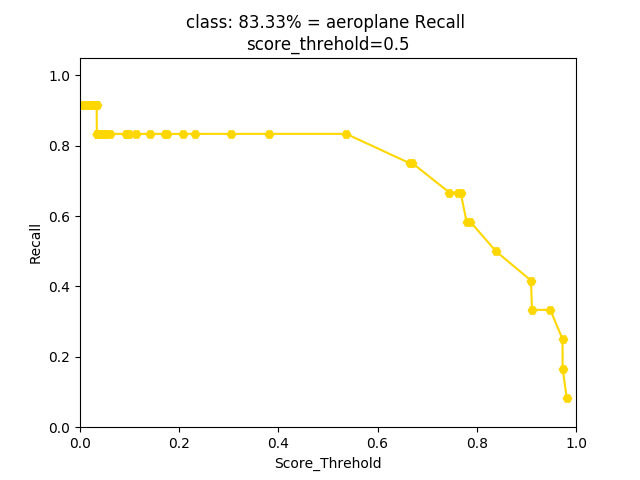 class: 83.33% = aeroplane Recall
score_threhold=0.5
1.0
0.8
0.6
0.4
0.2
0.0
Recall
0.0 0.2 0.4 0.6 0.8 1.0
Score_Threhold